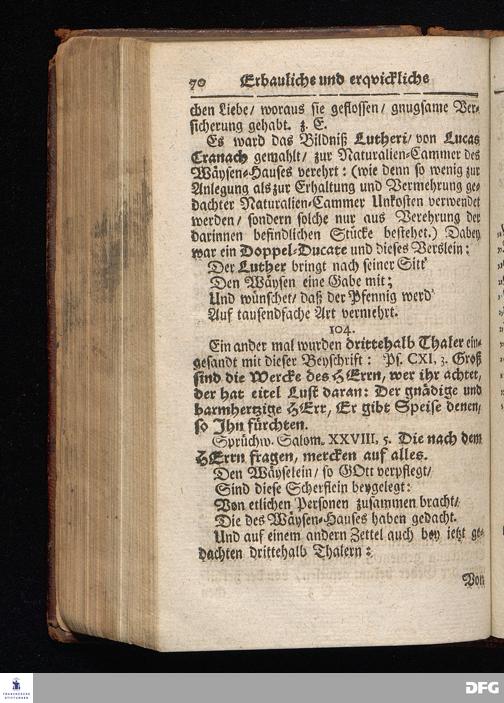 70 Erbauliche und erqvickliche
chen Liebe/ woraus sie geflossen/ gnugsame Ver-
sicherung gehabt. z. E.
Es ward das Bildniß Lutheri/ von Lucas
Cranach gemahlt/ zur Naturalien-Cammer des
Wäysen-Hauses verehrt: (wie denn so wenig zur
Anlegung als zur Erhaltung und Vermehrung ge-
dachter Naturalien-Cammer Unkosten verwendet
werden/ sondern solche nur aus Verehrung der
darinnen befindlichen Stücke bestehet.) Dabey
war ein Doppel-Ducate und dieses Verslein:
Der Luther bringt nach seiner Sitt'
Den Wäysen eine Gabe mit;
Und wünschet/ daß der Pfennig werd'
Auf tausendfache Art vermehrt.
104.
Ein ander mal wurden drittehalb Thaler ein-
gesandt mit dieser Beyschrift: Ps. CXI, 3. Groß
sind die Wercke des HErrn, wer ihr achtet,
der hat eitel Lust daran: Der gnädige und
barmhertzige HErr, Er gibt Speise denen,
so Ihn fürchten.
Sprüchw. Salom. XXVIII, 5. Die nach dem
HErrn fragen, mercken auf alles.
Den Wäyselein/ so GOtt verpflegt/
Sind diese Scherflein beygelegt:
Von etlichen Personen zusammen bracht/
Die des Wäysen-Hauses haben gedacht.
Und auf einem andern Zettel auch bey ietzt ge-
dachten drittehalb Thalern:
Von
FRANCKESCHE STIFTUNGEN
DFG